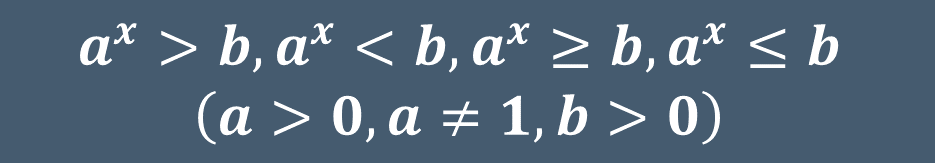 aˣ > b, aˣ < b, aˣ ≥ b, aˣ ≤ b
(a > 0, a ≠ 1, b > 0)